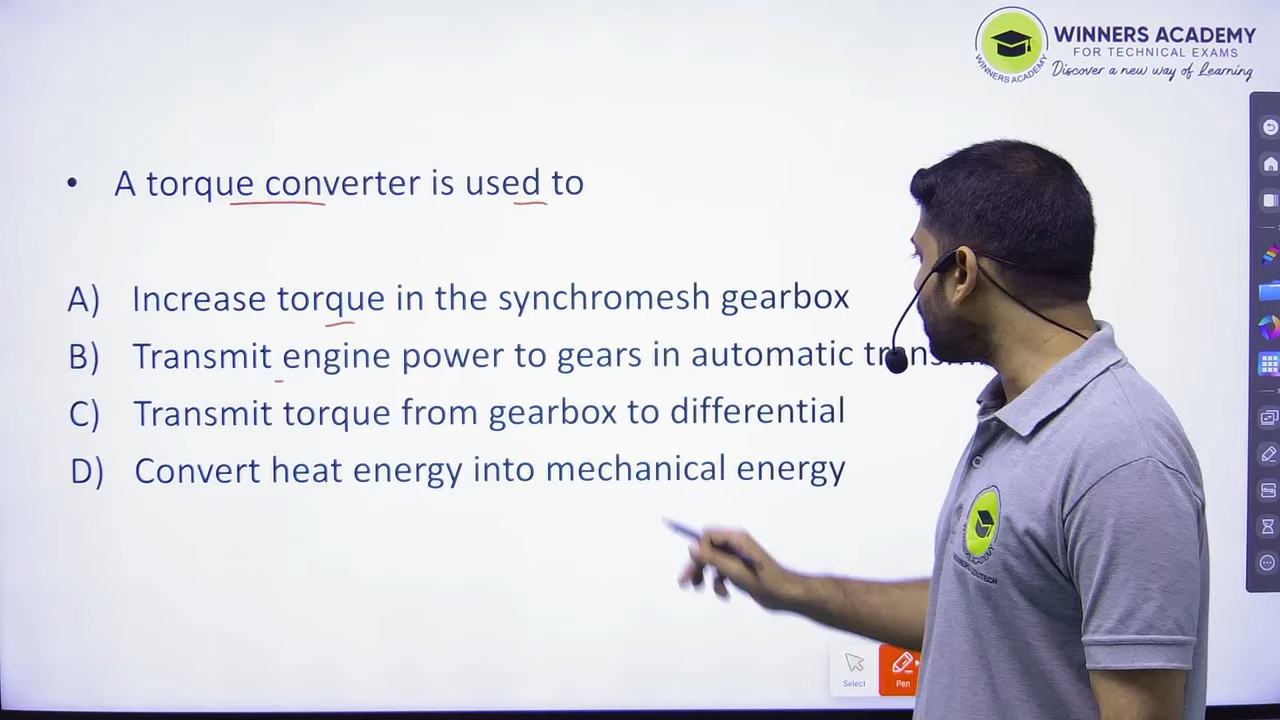 WINNERS ACADEMY
FOR TECHNICAL EXAMS
Discover a new way of Learning
WINNERS ACADEMY
• A torque converter is used to
A) Increase torque in the synchromesh gearbox
B) Transmit engine power to gears in automatic
C) Transmit torque from gearbox to differential
D) Convert heat energy into mechanical energy
Select
Pen